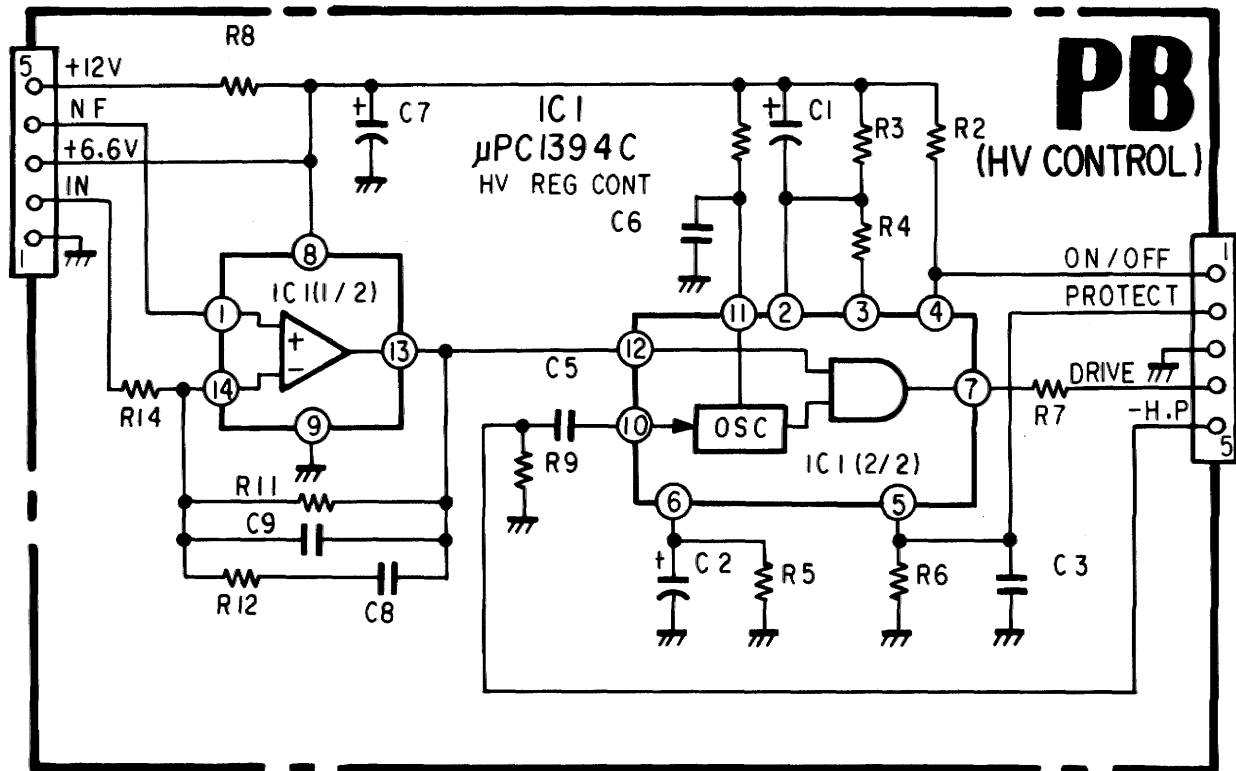 PB
(HV CONTROL)
IC1
μPC1394C
HV REG CONT
5
+12V
NF
+6.6V
IN
1
R8
C7
C6
C1
R3
R4
R2
IC1(1/2)
8
1
14
13
9
+
−
R14
R11
C9
R12
C8
C5
R9
11
2
3
4
12
10
7
6
5
OSC
IC1(2/2)
+
C2
R5
R6
C3
R7
+
+
1
ON/OFF
PROTECT
DRIVE
-H.P
5